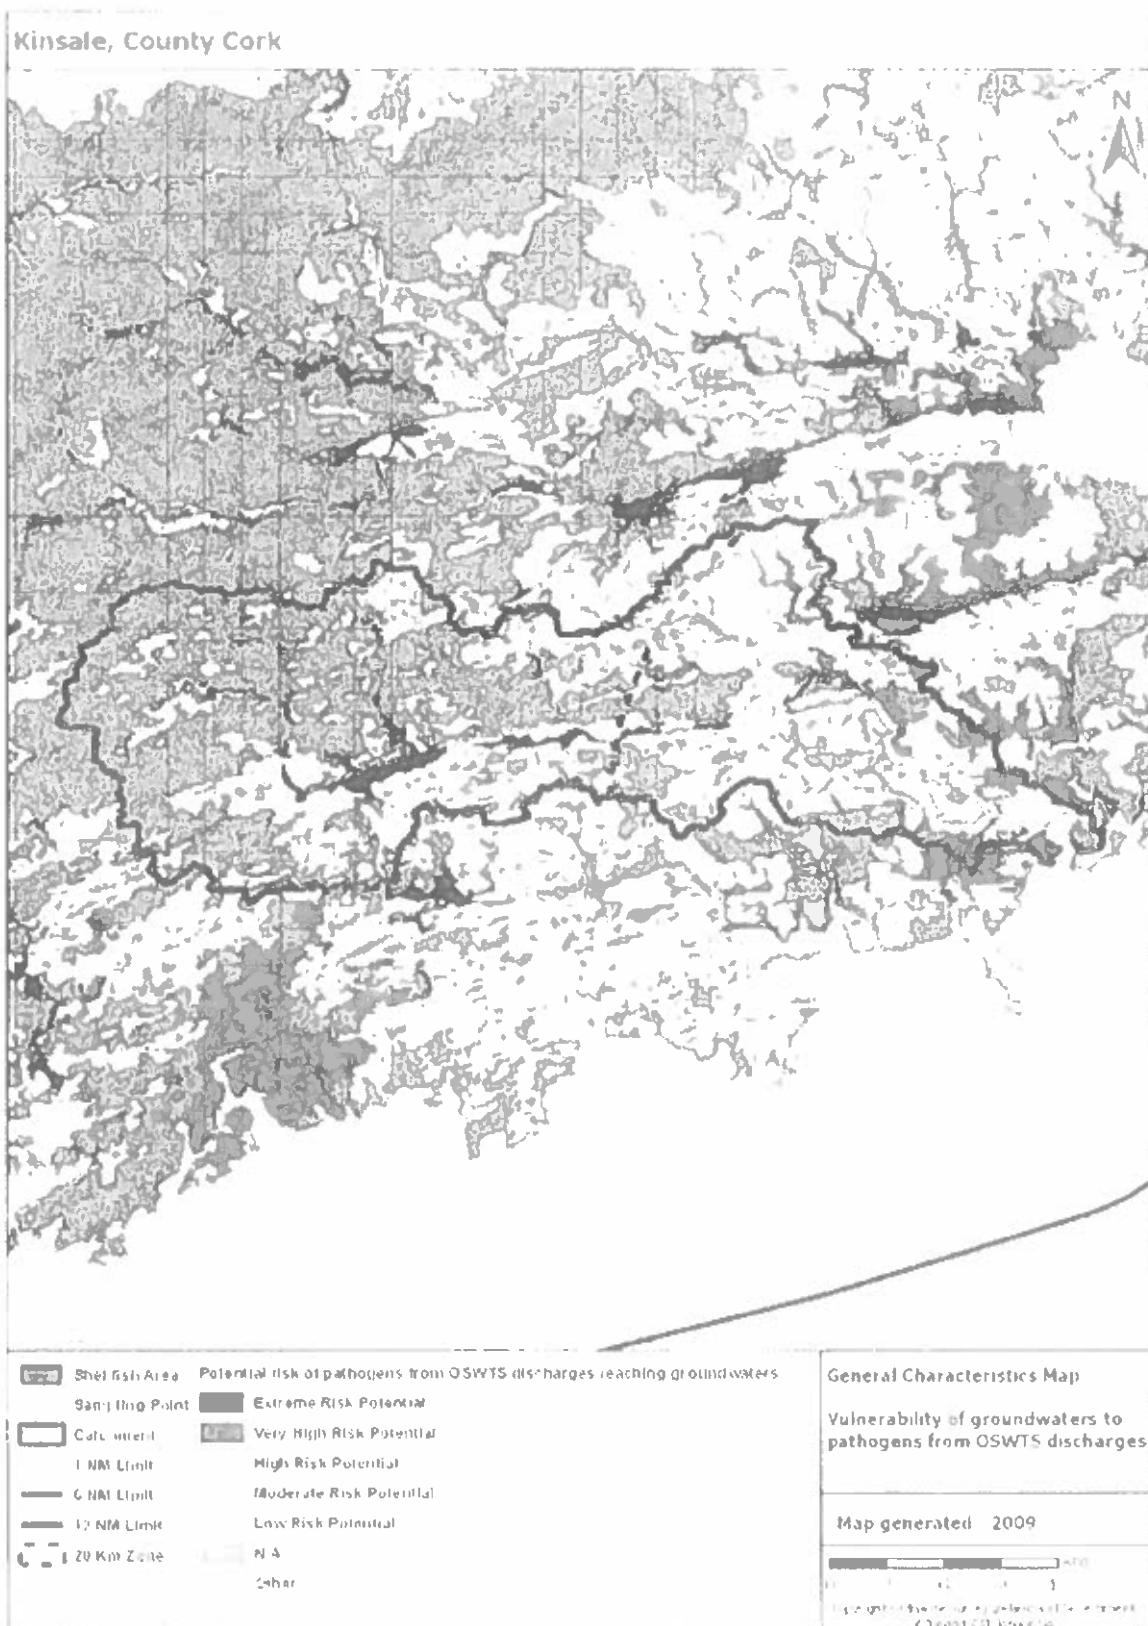 Kinsale, County Cork
N
Shellfish Area
Potential risk of pathogens from OSWTS discharges reaching groundwaters
Sampling Point
Extreme Risk Potential
Catchment
Very High Risk Potential
1 NM Limit
High Risk Potential
6 NM Limit
Moderate Risk Potential
12 NM Limit
Low Risk Potential
20 Km Zone
N/A
Other
General Characteristics Map
Vulnerability of groundwaters to
pathogens from OSWTS discharges
Map generated 2009